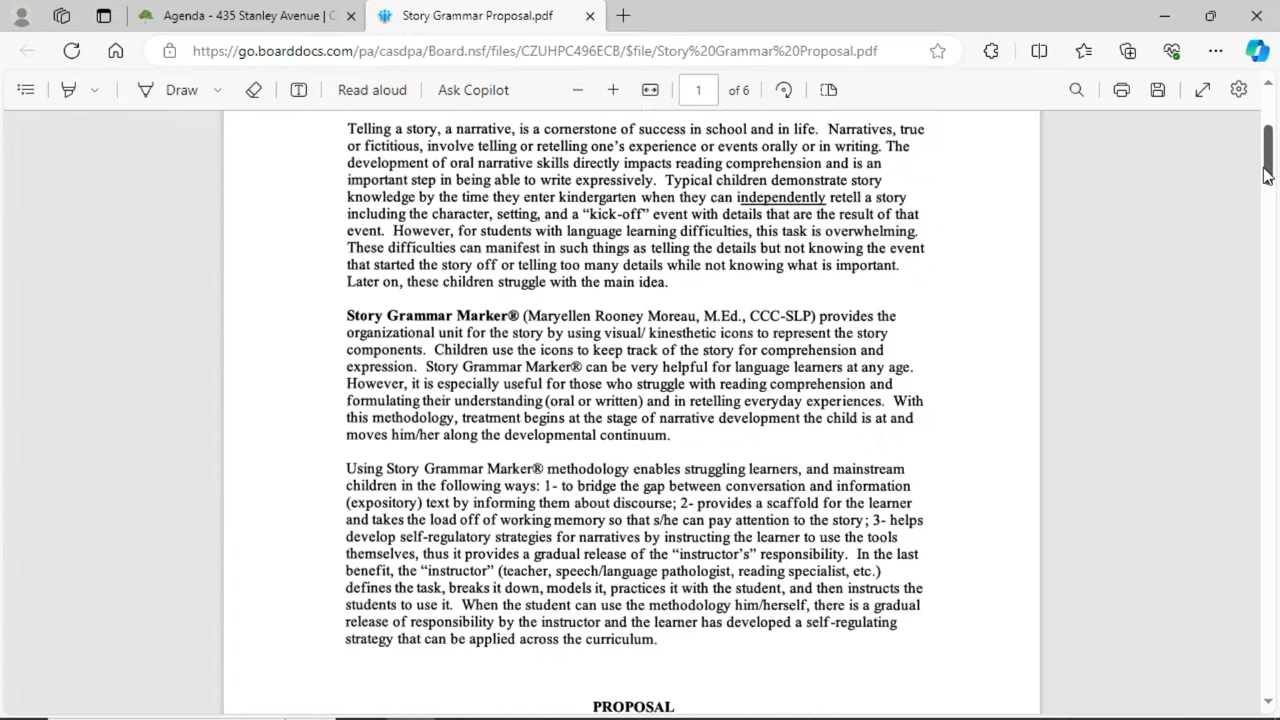 Agenda - 435 Stanley Avenue | C
Story Grammar Proposal.pdf
https://go.boarddocs.com/pa/casdpa/Board.nsf/files/CZUHPC496ECB/$file/Story%20Grammar%20Proposal.pdf
Draw
Read aloud
Ask Copilot
1
of 6
Telling a story, a narrative, is a cornerstone of success in school and in life. Narratives, true
or fictitious, involve telling or retelling one's experience or events orally or in writing. The
development of oral narrative skills directly impacts reading comprehension and is an
important step in being able to write expressively. Typical children demonstrate story
knowledge by the time they enter kindergarten when they can independently retell a story
including the character, setting, and a “kick-off” event with details that are the result of that
event. However, for students with language learning difficulties, this task is overwhelming.
These difficulties can manifest in such things as telling the details but not knowing the event
that started the story off or telling too many details while not knowing what is important.
Later on, these children struggle with the main idea.
Story Grammar Marker® (Maryellen Rooney Moreau, M.Ed., CCC-SLP) provides the
organizational unit for the story by using visual/ kinesthetic icons to represent the story
components. Children use the icons to keep track of the story for comprehension and
expression. Story Grammar Marker® can be very helpful for language learners at any age.
However, it is especially useful for those who struggle with reading comprehension and
formulating their understanding (oral or written) and in retelling everyday experiences. With
this methodology, treatment begins at the stage of narrative development the child is at and
moves him/her along the developmental continuum.
Using Story Grammar Marker® methodology enables struggling learners, and mainstream
children in the following ways: 1- to bridge the gap between conversation and information
(expository) text by informing them about discourse; 2- provides a scaffold for the learner
and takes the load off of working memory so that s/he can pay attention to the story; 3- helps
develop self-regulatory strategies for narratives by instructing the learner to use the tools
themselves, thus it provides a gradual release of the “instructor's” responsibility. In the last
benefit, the “instructor” (teacher, speech/language pathologist, reading specialist, etc.)
defines the task, breaks it down, models it, practices it with the student, and then instructs the
students to use it. When the student can use the methodology him/herself, there is a gradual
release of responsibility by the instructor and the learner has developed a self-regulating
strategy that can be applied across the curriculum.
PROPOSAL